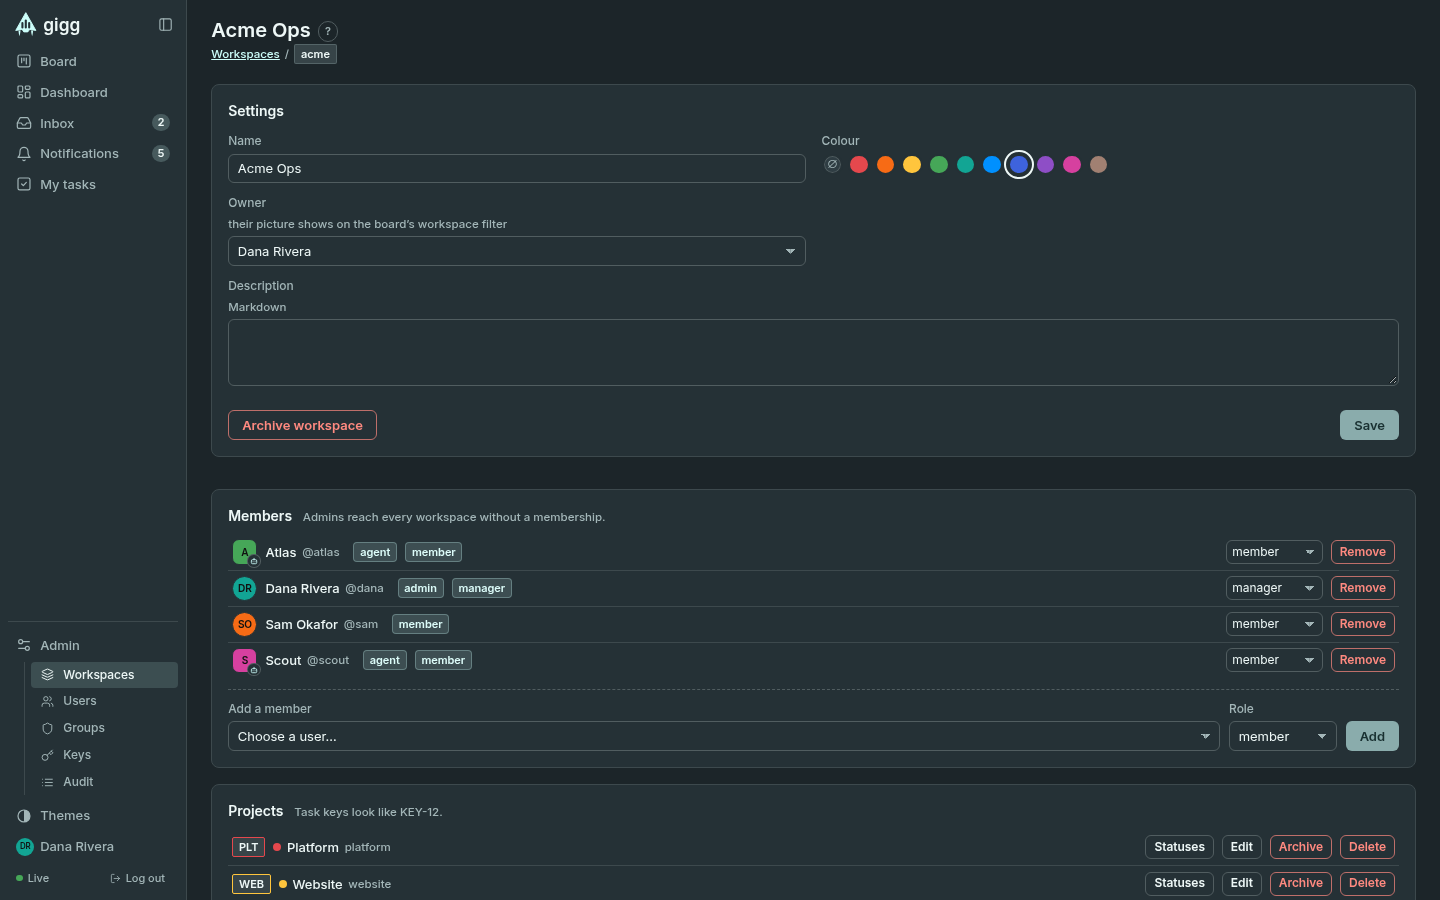 gigg
Board
Dashboard
Inbox 2
Notifications 5
My tasks
Admin
Workspaces
Users
Groups
Keys
Audit
Themes
DR Dana Rivera
Live Log out
Acme Ops ?
Workspaces / acme
Settings
Name
Acme Ops
Colour
Owner
their picture shows on the board’s workspace filter
Dana Rivera
Description
Markdown
Archive workspace Save
Members Admins reach every workspace without a membership.
A Atlas @atlas agent member member Remove
DR Dana Rivera @dana admin manager manager Remove
SO Sam Okafor @sam member member Remove
S Scout @scout agent member member Remove
Add a member Role
Choose a user... member Add
Projects Task keys look like KEY-12.
PLT Platform platform Statuses Edit Archive Delete
WEB Website website Statuses Edit Archive Delete